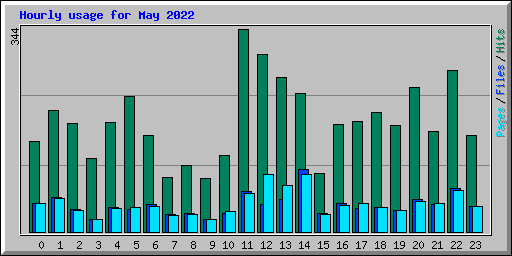 Hourly usage for May 2022
344
Pages / Files / Hits
0 1 2 3 4 5 6 7 8 9 10 11 12 13 14 15 16 17 18 19 20 21 22 23